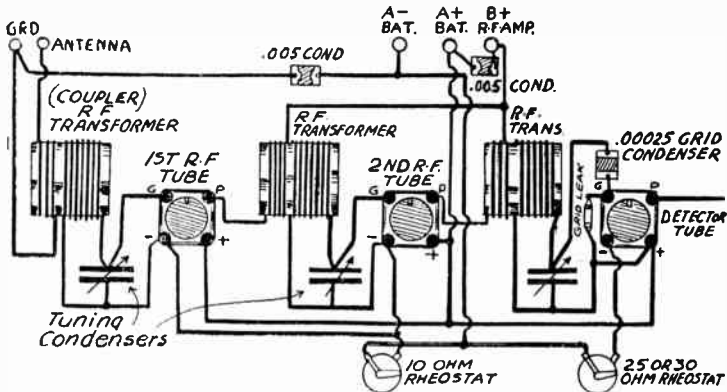 GRD
ANTENNA
A-
BAT.
A+
BAT.
B+
R.F. AMP.
.005 COND
.005 COND.
(COUPLER)
R F
TRANSFORMER
R F
TRANSFORMER
R.F.
TRANS.
.00025 GRID
CONDENSER
1ST R.F
TUBE
2ND R.F.
TUBE
G
P
G
P
G
P
GRID LEAK
DETECTOR
TUBE
-
+
-
+
-
+
Tuning
Condensers
10 OHM
RHEOSTAT
25 OR 30
OHM RHEOSTAT